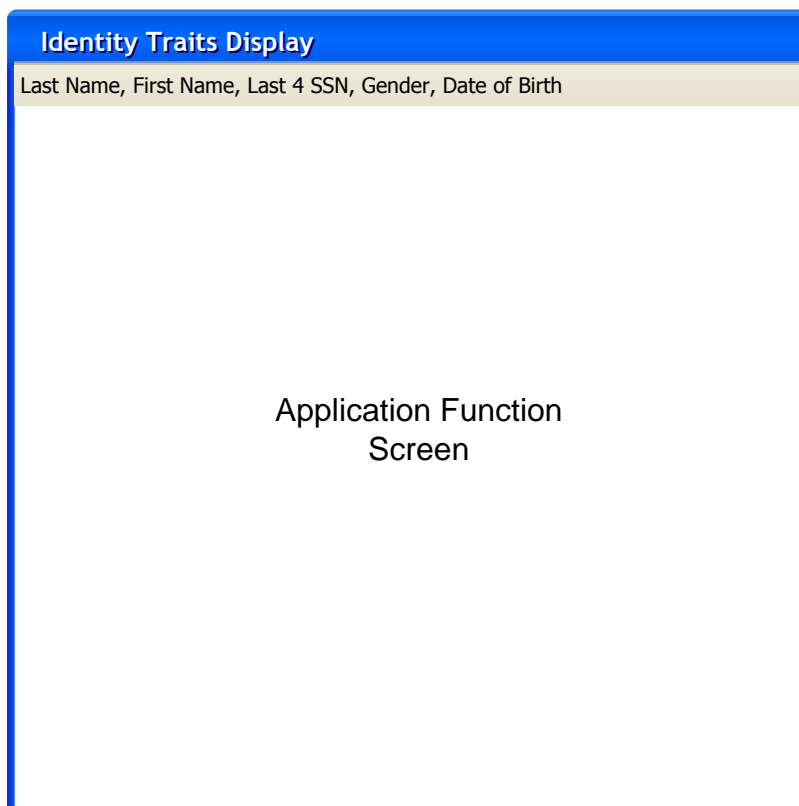 Identity Traits Display
Last Name, First Name, Last 4 SSN, Gender, Date of Birth
Application Function
Screen